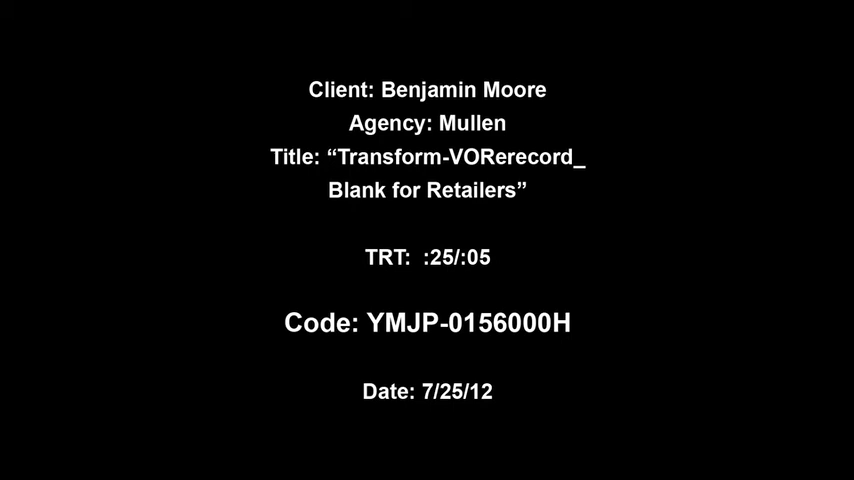 Client: Benjamin Moore
Agency: Mullen
Title: “Transform-VORerecord_
Blank for Retailers”
TRT:  :25/:05
Code: YMJP-0156000H
Date: 7/25/12